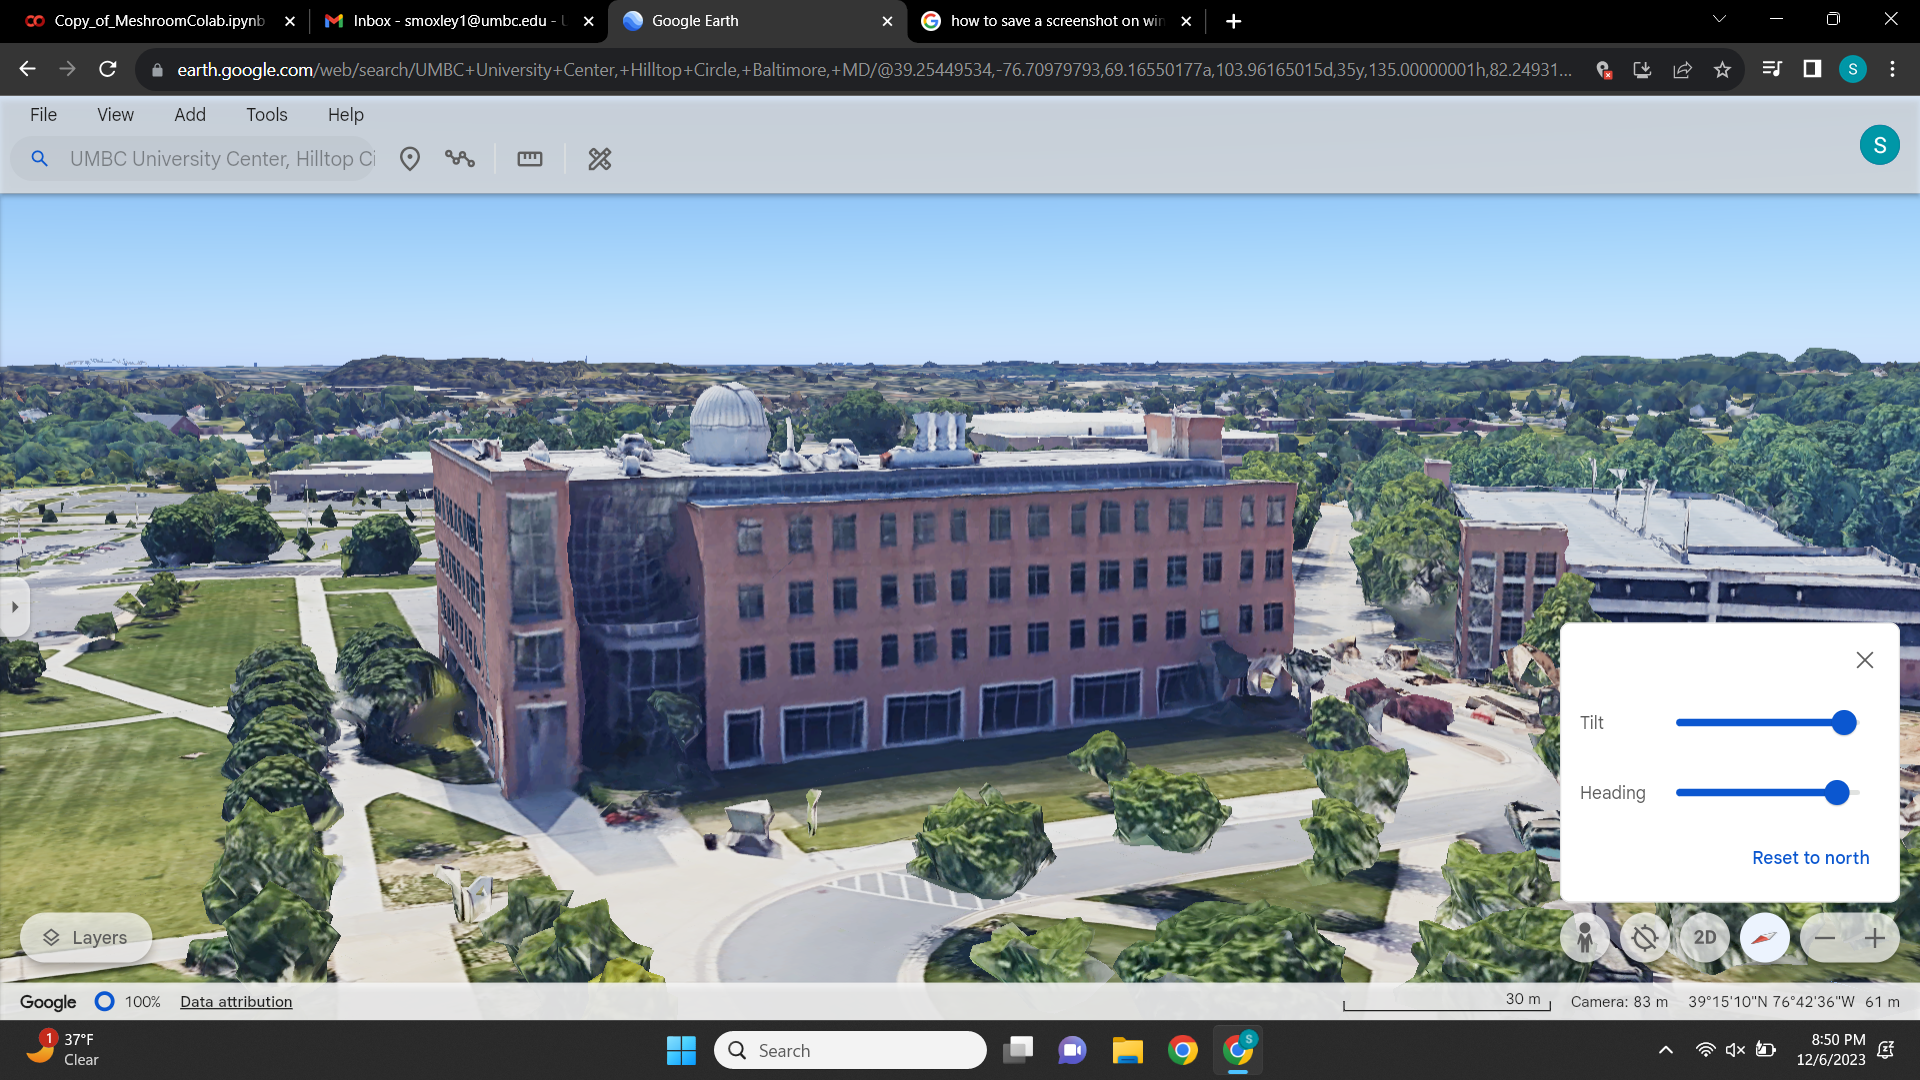 Copy_of_MeshroomColab.ipynb
Inbox - smoxley1@umbc.edu - U
Google Earth
how to save a screenshot on win
earth.google.com/web/search/UMBC+University+Center,+Hilltop+Circle,+Baltimore,+MD/@39.25449534,-76.70979793,69.16550177a,103.96165015d,35y,135.00000001h,82.24931...
S
File View Add Tools Help
UMBC University Center, Hilltop Ci
S
Tilt
Heading
Reset to north
Layers
2D
Google 100% Data attribution
30 m
Camera: 83 m 39°15'10"N 76°42'36"W 61 m
1
37°F
Clear
Search
S
8:50 PM
12/6/2023